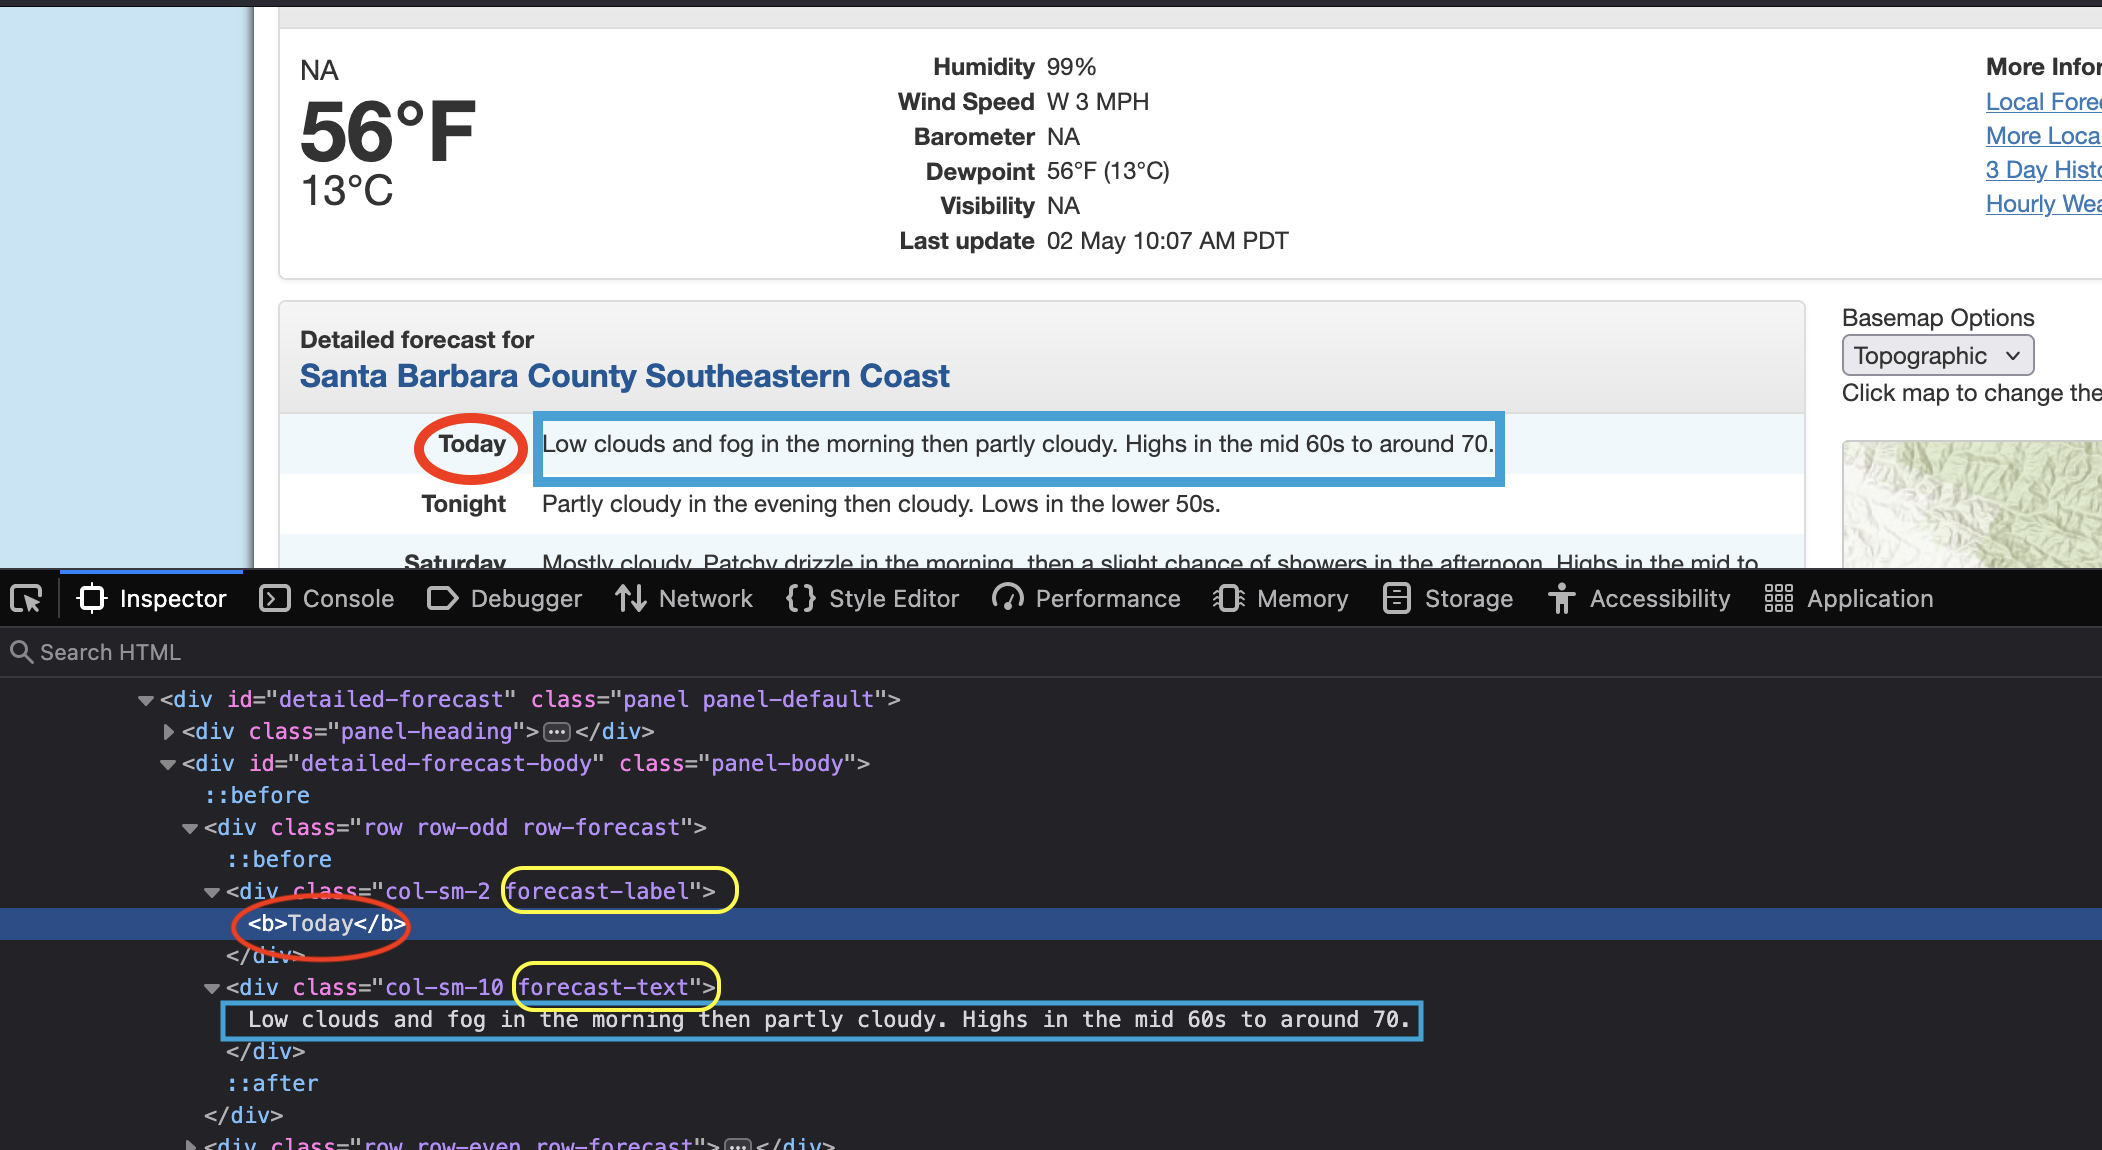 NA
56°F
13°C
Humidity 99%
Wind Speed W 3 MPH
Barometer NA
Dewpoint 56°F (13°C)
Visibility NA
Last update 02 May 10:07 AM PDT
More Infor
Local Fore
More Loca
3 Day Histo
Hourly Wea
Detailed forecast for
Santa Barbara County Southeastern Coast
Today Low clouds and fog in the morning then partly cloudy. Highs in the mid 60s to around 70.
Tonight Partly cloudy in the evening then cloudy. Lows in the lower 50s.
Saturday Mostly cloudy. Patchy drizzle in the morning, then a slight chance of showers in the afternoon. Highs in the mid to
Basemap Options
Topographic
Click map to change the
Inspector Console Debugger Network Style Editor Performance Memory Storage Accessibility Application
Search HTML
<div id="detailed-forecast" class="panel panel-default">
<div class="panel-heading">⋯</div>
<div id="detailed-forecast-body" class="panel-body">
::before
<div class="row row-odd row-forecast">
::before
<div class="col-sm-2 forecast-label">
<b>Today</b>
</div>
<div class="col-sm-10 forecast-text">
Low clouds and fog in the morning then partly cloudy. Highs in the mid 60s to around 70.
</div>
::after
</div>
<div class="row row-even row-forecast">⋯</div>